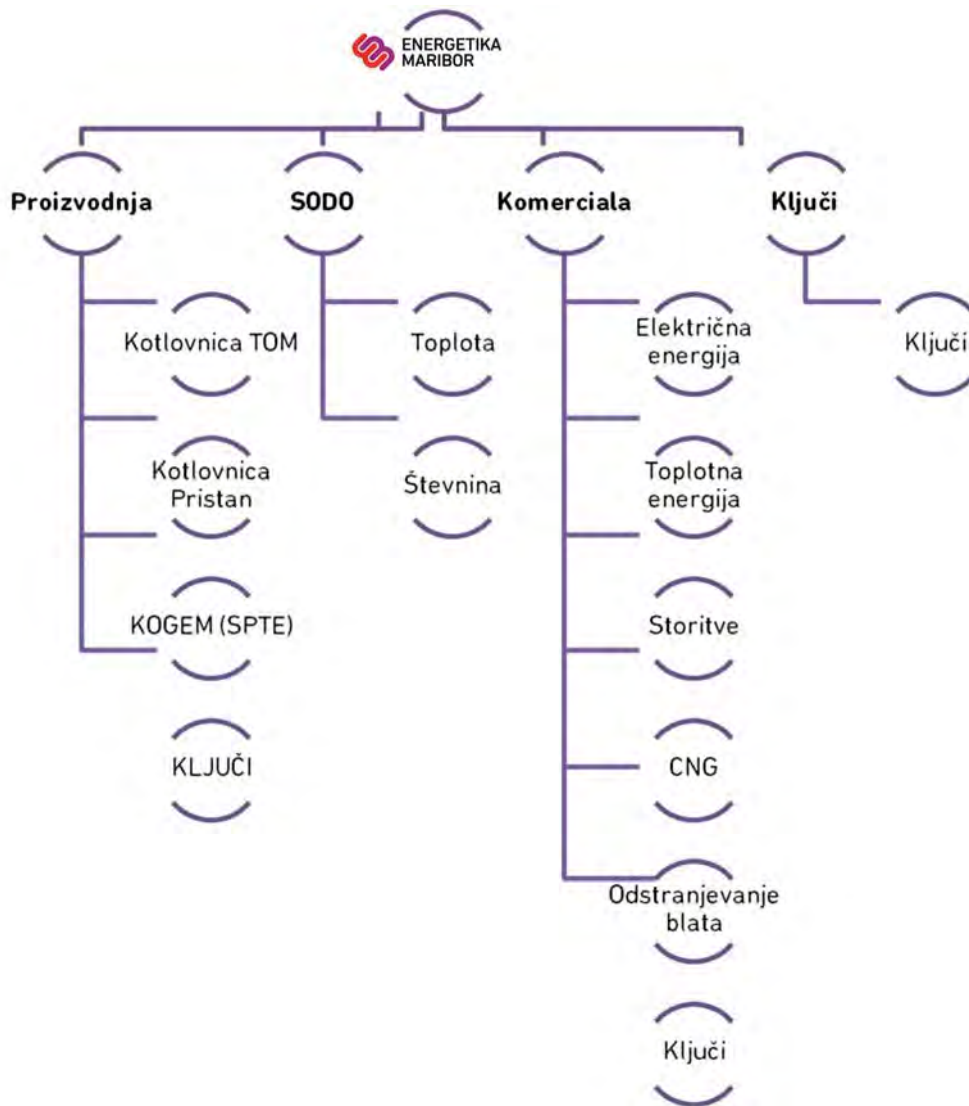 ENERGETIKA
MARIBOR
Proizvodnja
SODO
Komerciala
Ključi
Kotlovnica TOM
Toplota
Električna
energija
Ključi
Kotlovnica
Pristan
Števnina
Toplotna
energija
KOGEM (SPTE)
Storitve
KLJUČI
CNG
Odstranjevanje
blata
Ključi